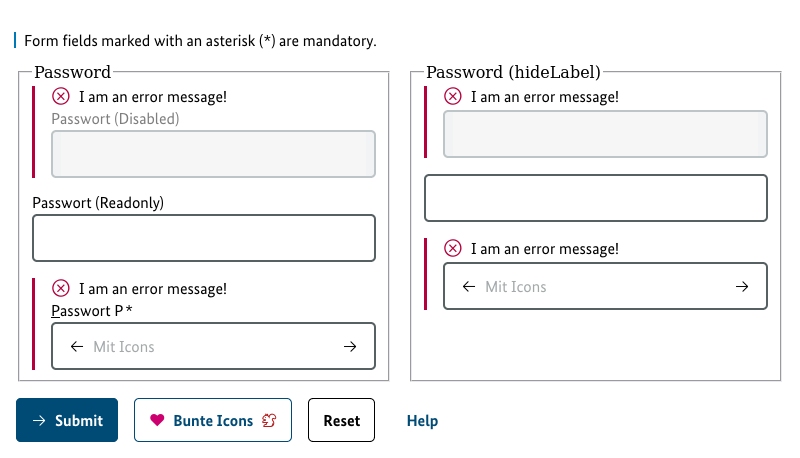 Form fields marked with an asterisk (*) are mandatory.
Password
I am an error message!
Passwort (Disabled)
Passwort (Readonly)
I am an error message!
Passwort P*
Mit Icons
Password (hideLabel)
I am an error message!
I am an error message!
Mit Icons
Submit
Bunte Icons
Reset
Help